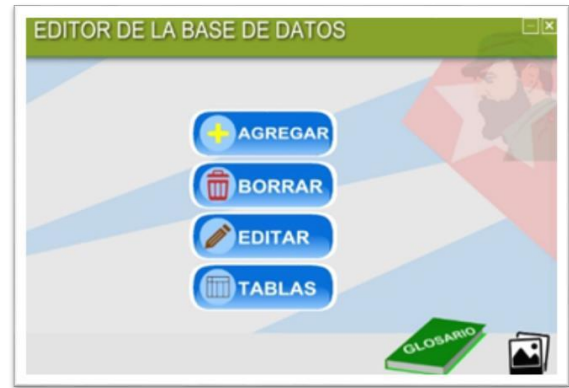 EDITOR DE LA BASE DE DATOS
AGREGAR
BORRAR
EDITAR
TABLAS
GLOSARIO